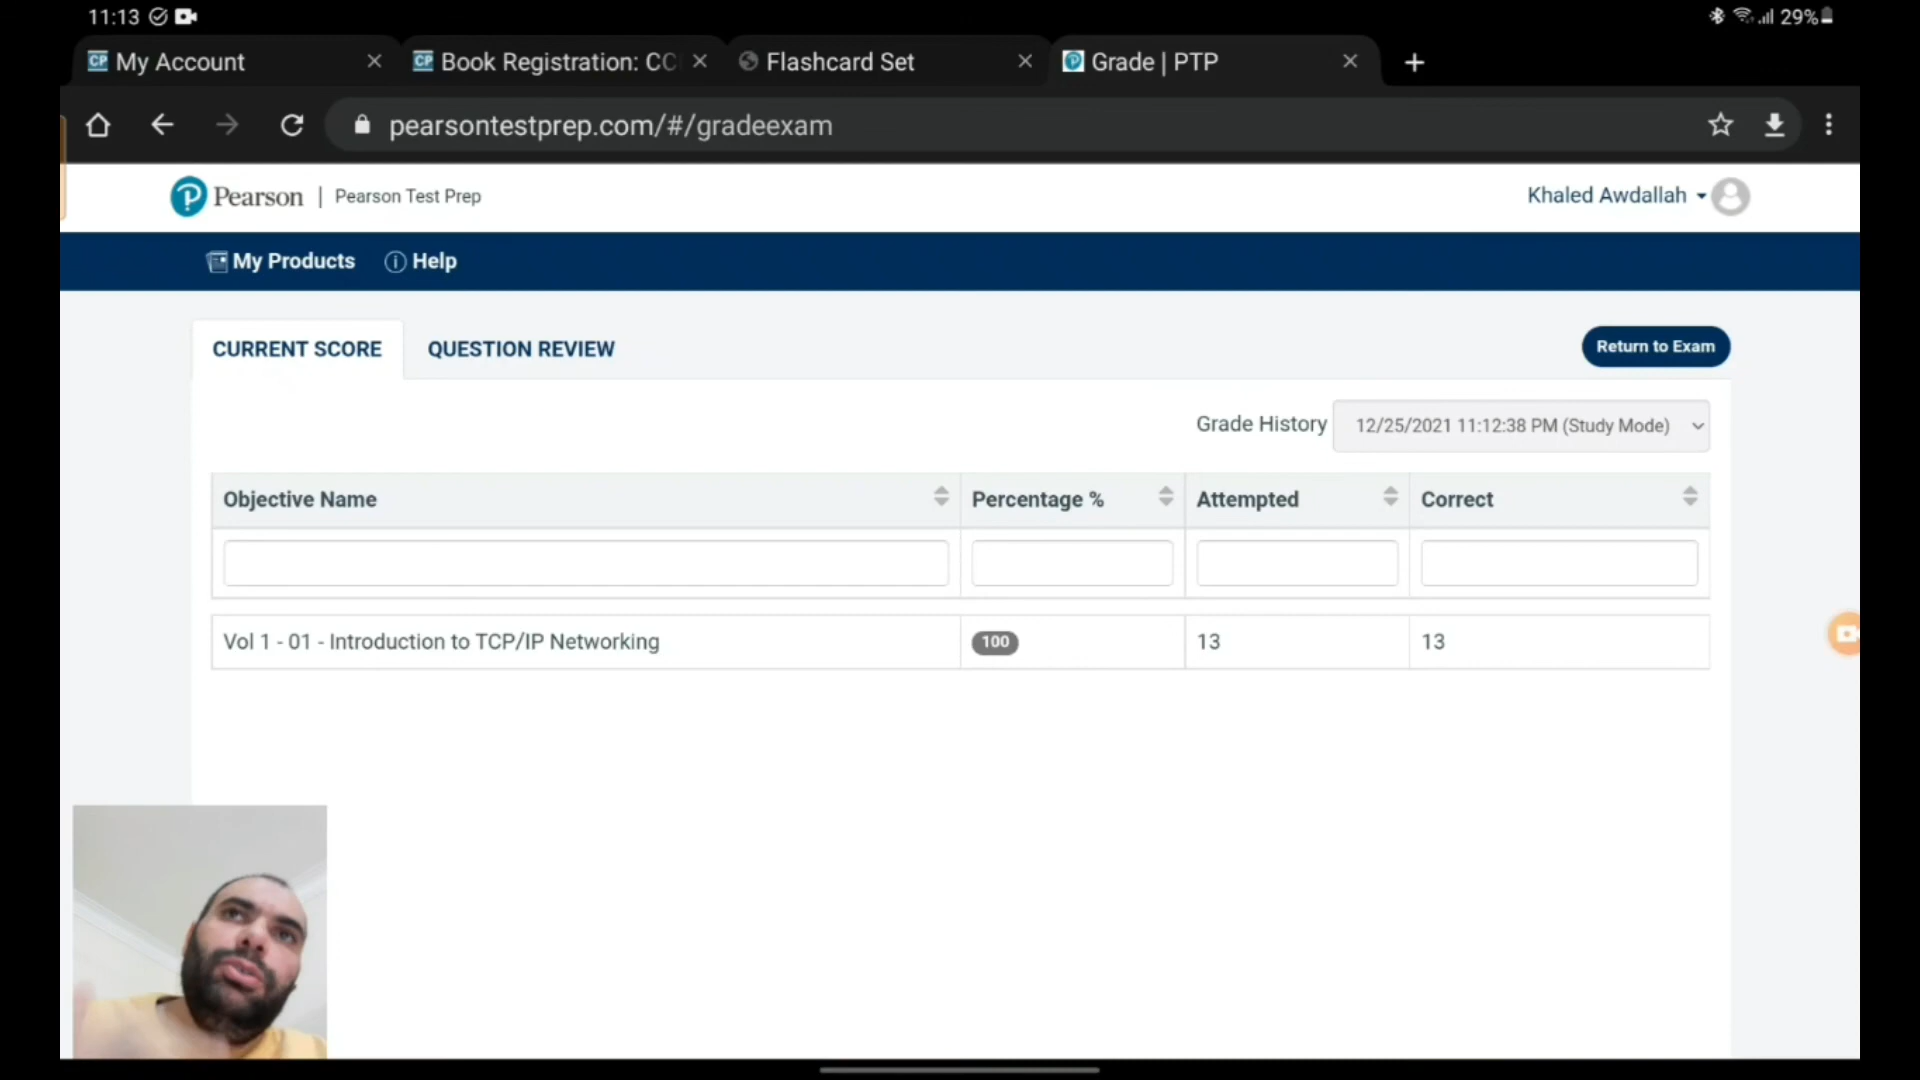 11:13
29%
My Account
Book Registration: CC
Flashcard Set
Grade | PTP
pearsontestprep.com/#/gradeexam
Pearson | Pearson Test Prep
Khaled Awdallah
My Products
Help
CURRENT SCORE
QUESTION REVIEW
Return to Exam
Grade History
12/25/2021 11:12:38 PM (Study Mode)
Objective Name
Percentage %
Attempted
Correct
Vol 1 - 01 - Introduction to TCP/IP Networking
100
13
13